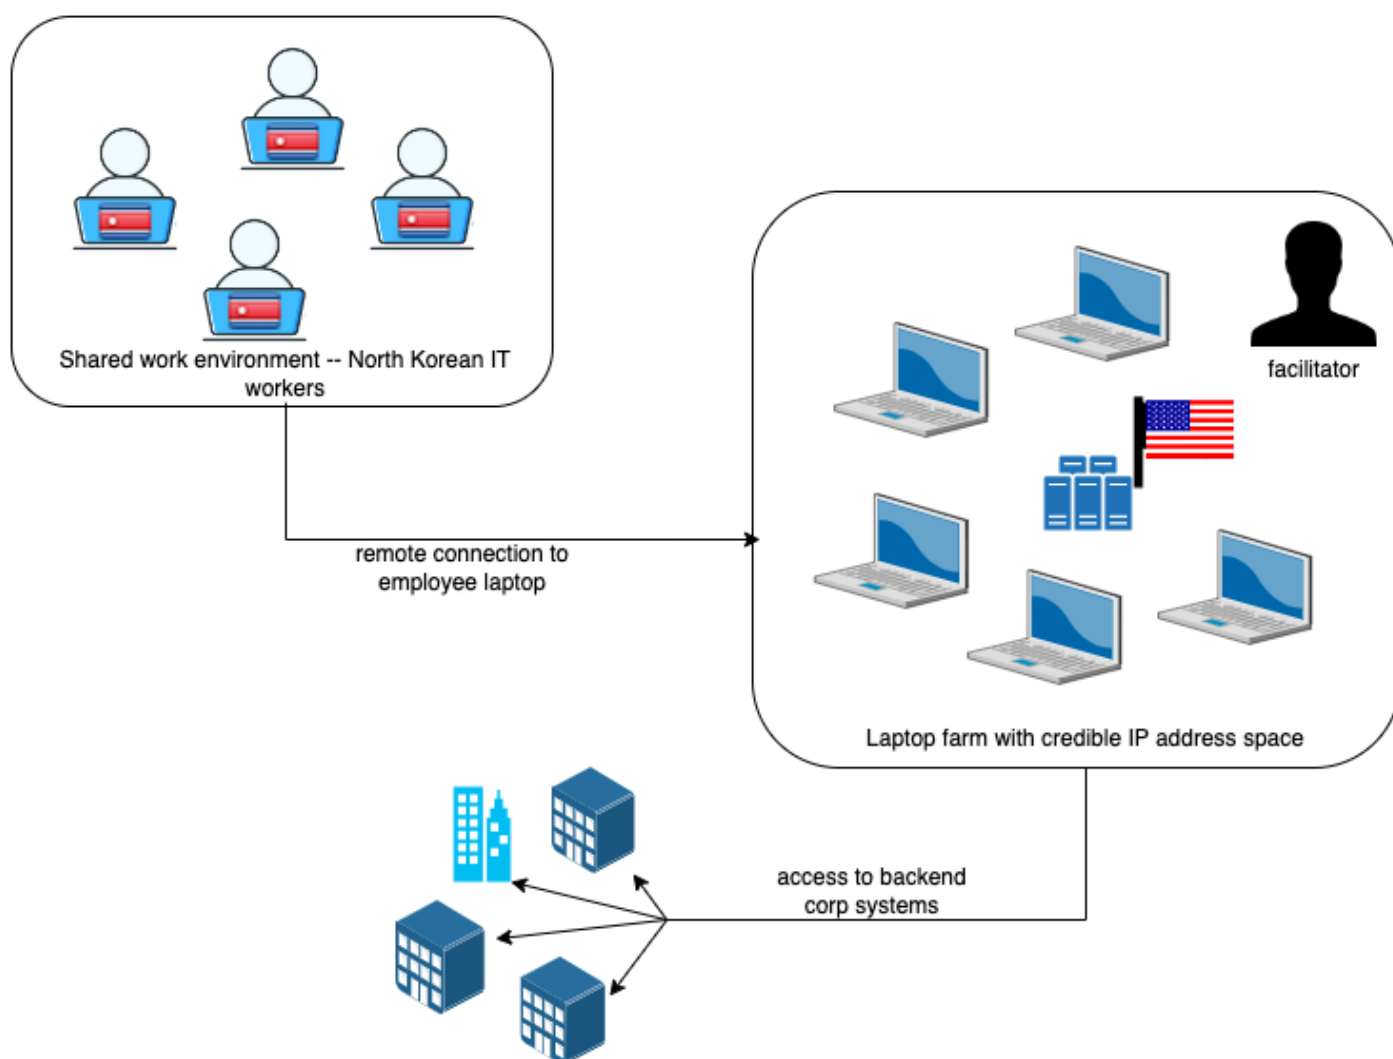 Shared work environment -- North Korean IT
workers
facilitator
remote connection to
employee laptop
Laptop farm with credible IP address space
access to backend
corp systems